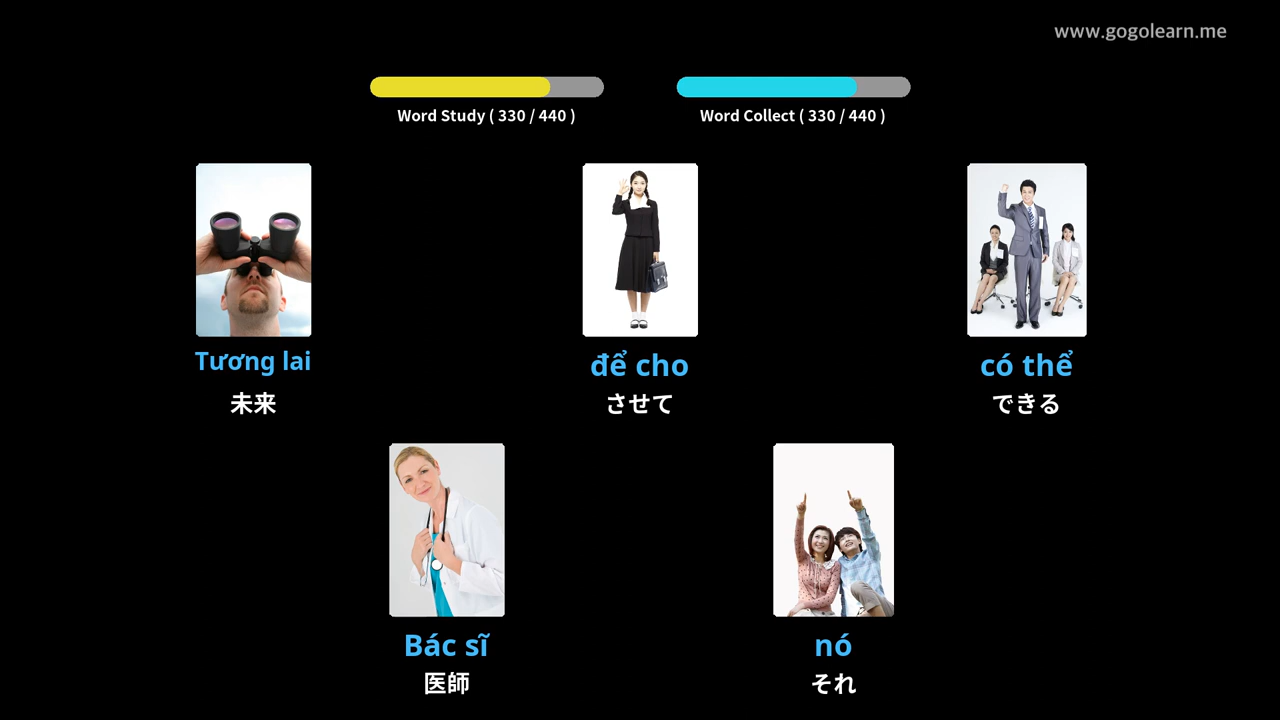 www.gogolearn.me
Word Study ( 330 / 440 )
Word Collect ( 330 / 440 )
Tương lai
未来
để cho
させて
có thể
できる
Bác sĩ
医師
nó
それ